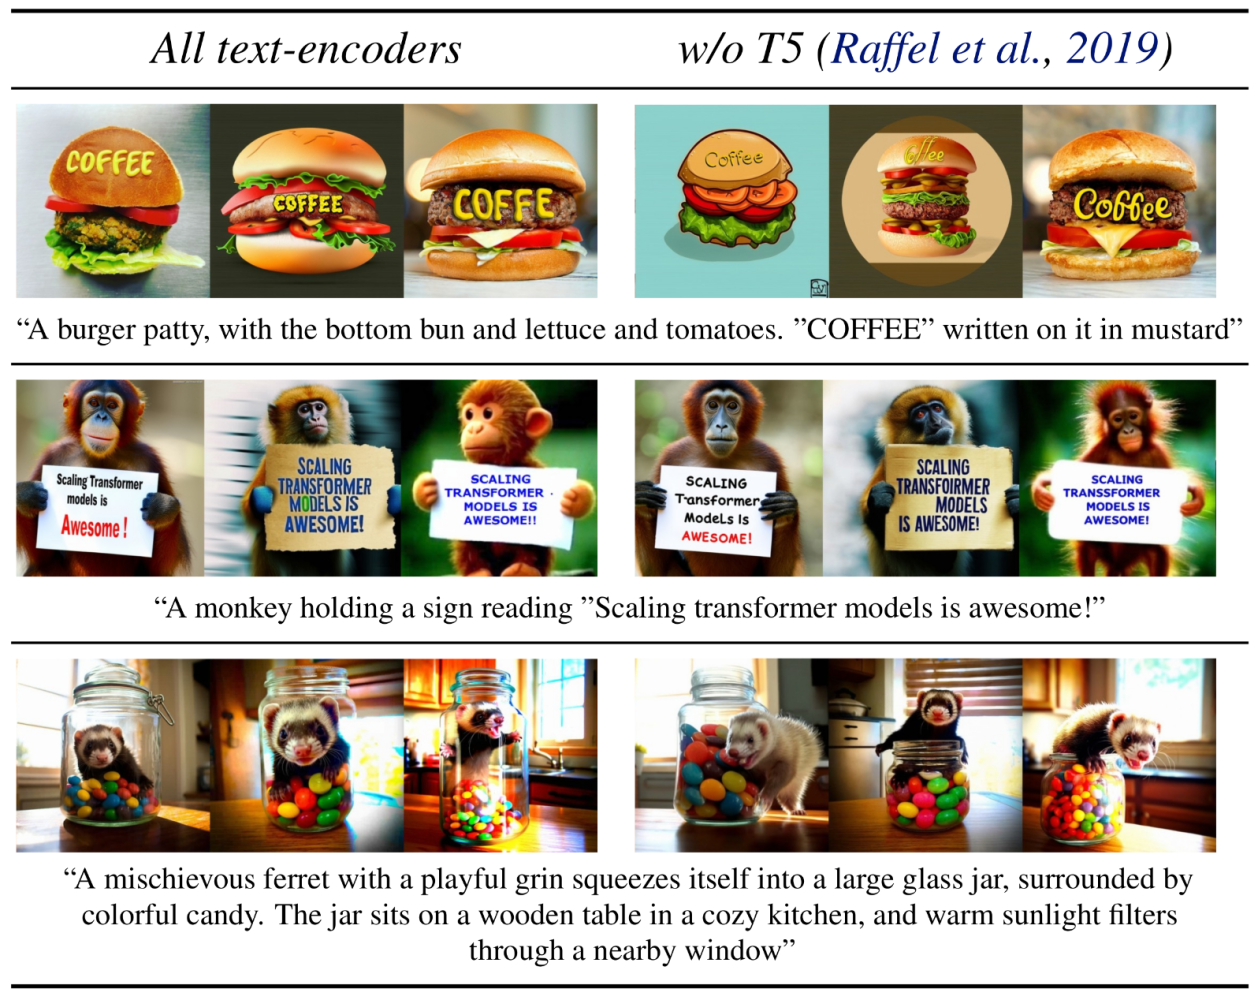 All text-encoders
w/o T5 (Raffel et al., 2019)
COFFEE
COFFEE
COFFE
Coffee
Coffee
“A burger patty, with the bottom bun and lettuce and tomatoes. ”COFFEE” written on it in mustard”
Scaling Transformer
models is
Awesome !
SCALING
TRANSFORMER
MODELS IS
AWESOME!
SCALING
TRANSFORMER ·
MODELS IS
AWESOME!!
SCALING
Transformer
Models Is
AWESOME!
SCALING
TRANSFOIRMER
MODELS
IS AWESOME!
SCALING
TRANSSFORMER
MODELS IS
AWESOME!
“A monkey holding a sign reading ”Scaling transformer models is awesome!”
“A mischievous ferret with a playful grin squeezes itself into a large glass jar, surrounded by
colorful candy. The jar sits on a wooden table in a cozy kitchen, and warm sunlight filters
through a nearby window”